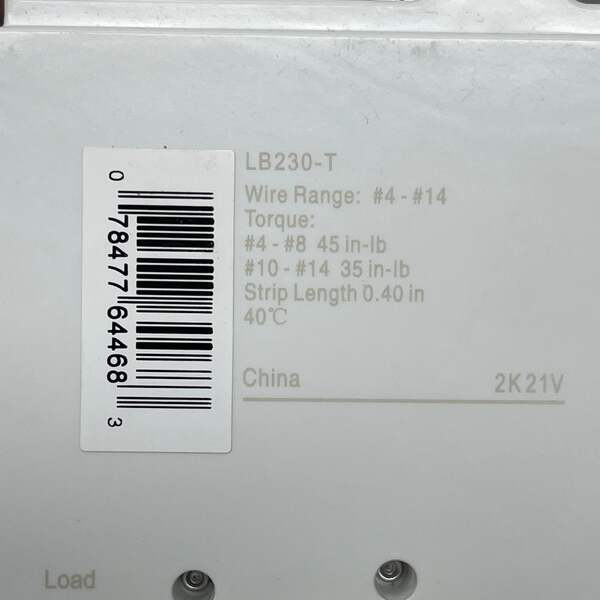 LB230-T
Wire Range: #4 - #14
Torque:
#4 - #8 45 in-lb
#10 - #14 35 in-lb
Strip Length 0.40 in
40℃
China 2K21V
0 78477 64468 3
Load